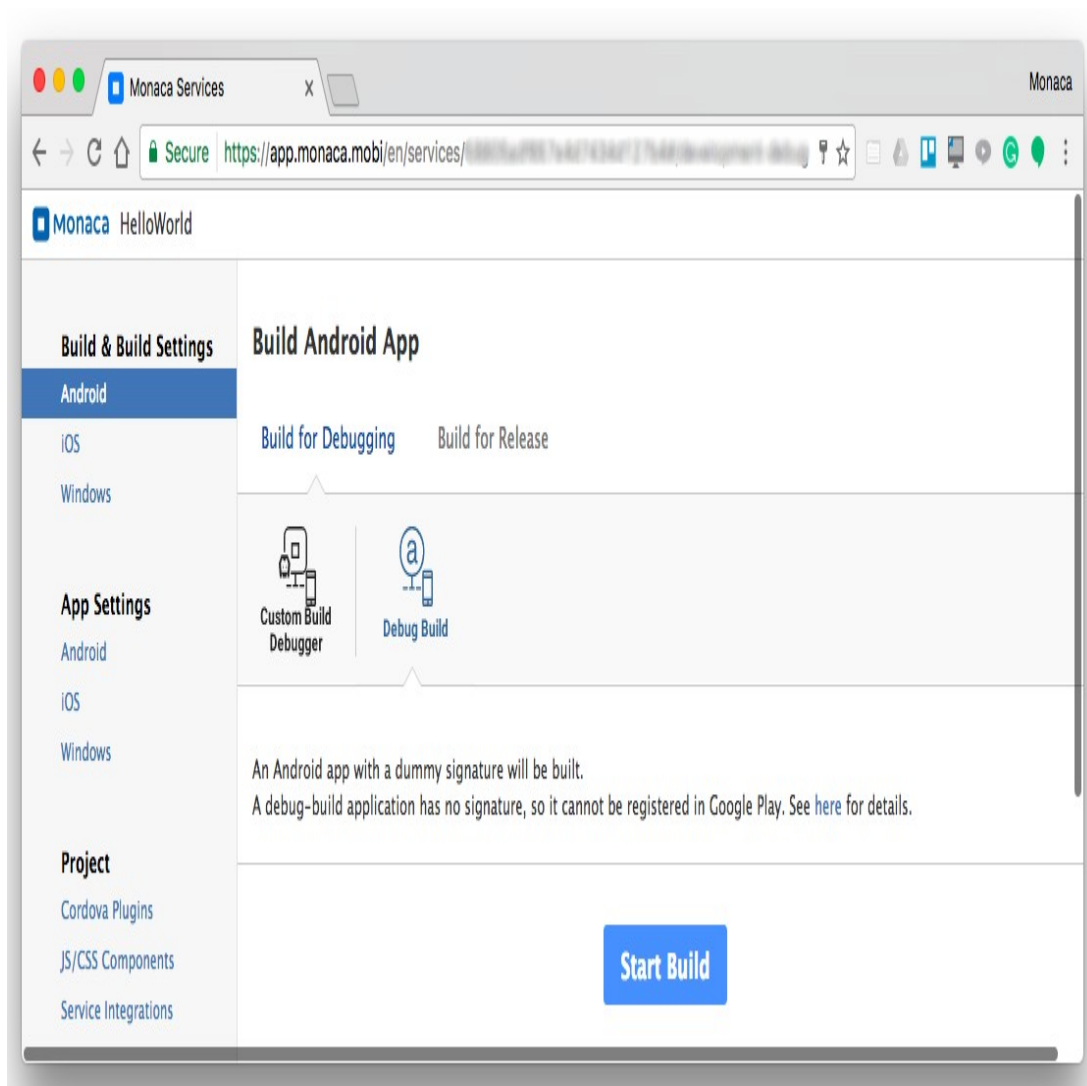 Monaca Services
Monaca
Secure https://app.monaca.mobi/en/services/
Monaca HelloWorld
Build & Build Settings
Android
iOS
Windows
App Settings
Android
iOS
Windows
Project
Cordova Plugins
JS/CSS Components
Service Integrations
Build Android App
Build for Debugging Build for Release
Custom Build
Debugger
Debug Build
An Android app with a dummy signature will be built.
A debug-build application has no signature, so it cannot be registered in Google Play. See here for details.
Start Build